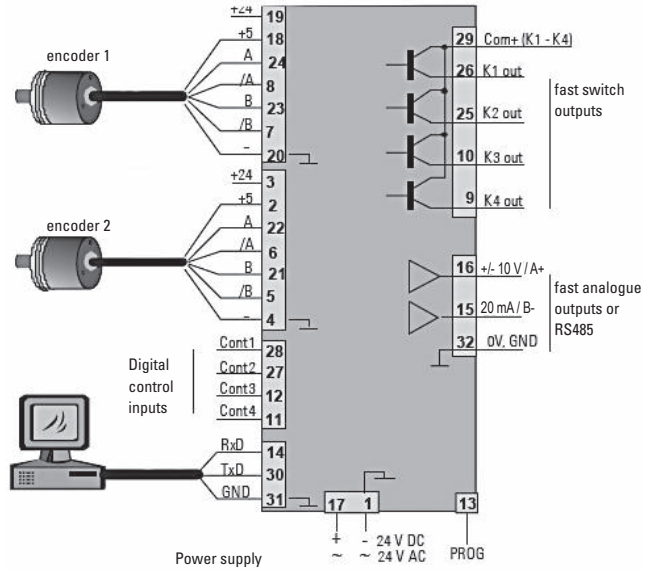 encoder 1
+24 19
+5 18
A 24
/A 8
B 23
/B 7
- 20
encoder 2
+24 3
+5 2
A 22
/A 6
B 21
/B 5
- 4
Digital
control
inputs
Cont1 28
Cont2 27
Cont3 12
Cont4 11
RxD 14
TxD 30
GND 31
29 Com+ (K1 - K4)
26 K1 out
25 K2 out
10 K3 out
9 K4 out
fast switch
outputs
16 +/- 10 V / A+
15 20 mA / B-
32 0V, GND
fast analogue
outputs or
RS485
17 1 13
+ - 24 V DC
~ ~ 24 V AC
PROG
Power supply